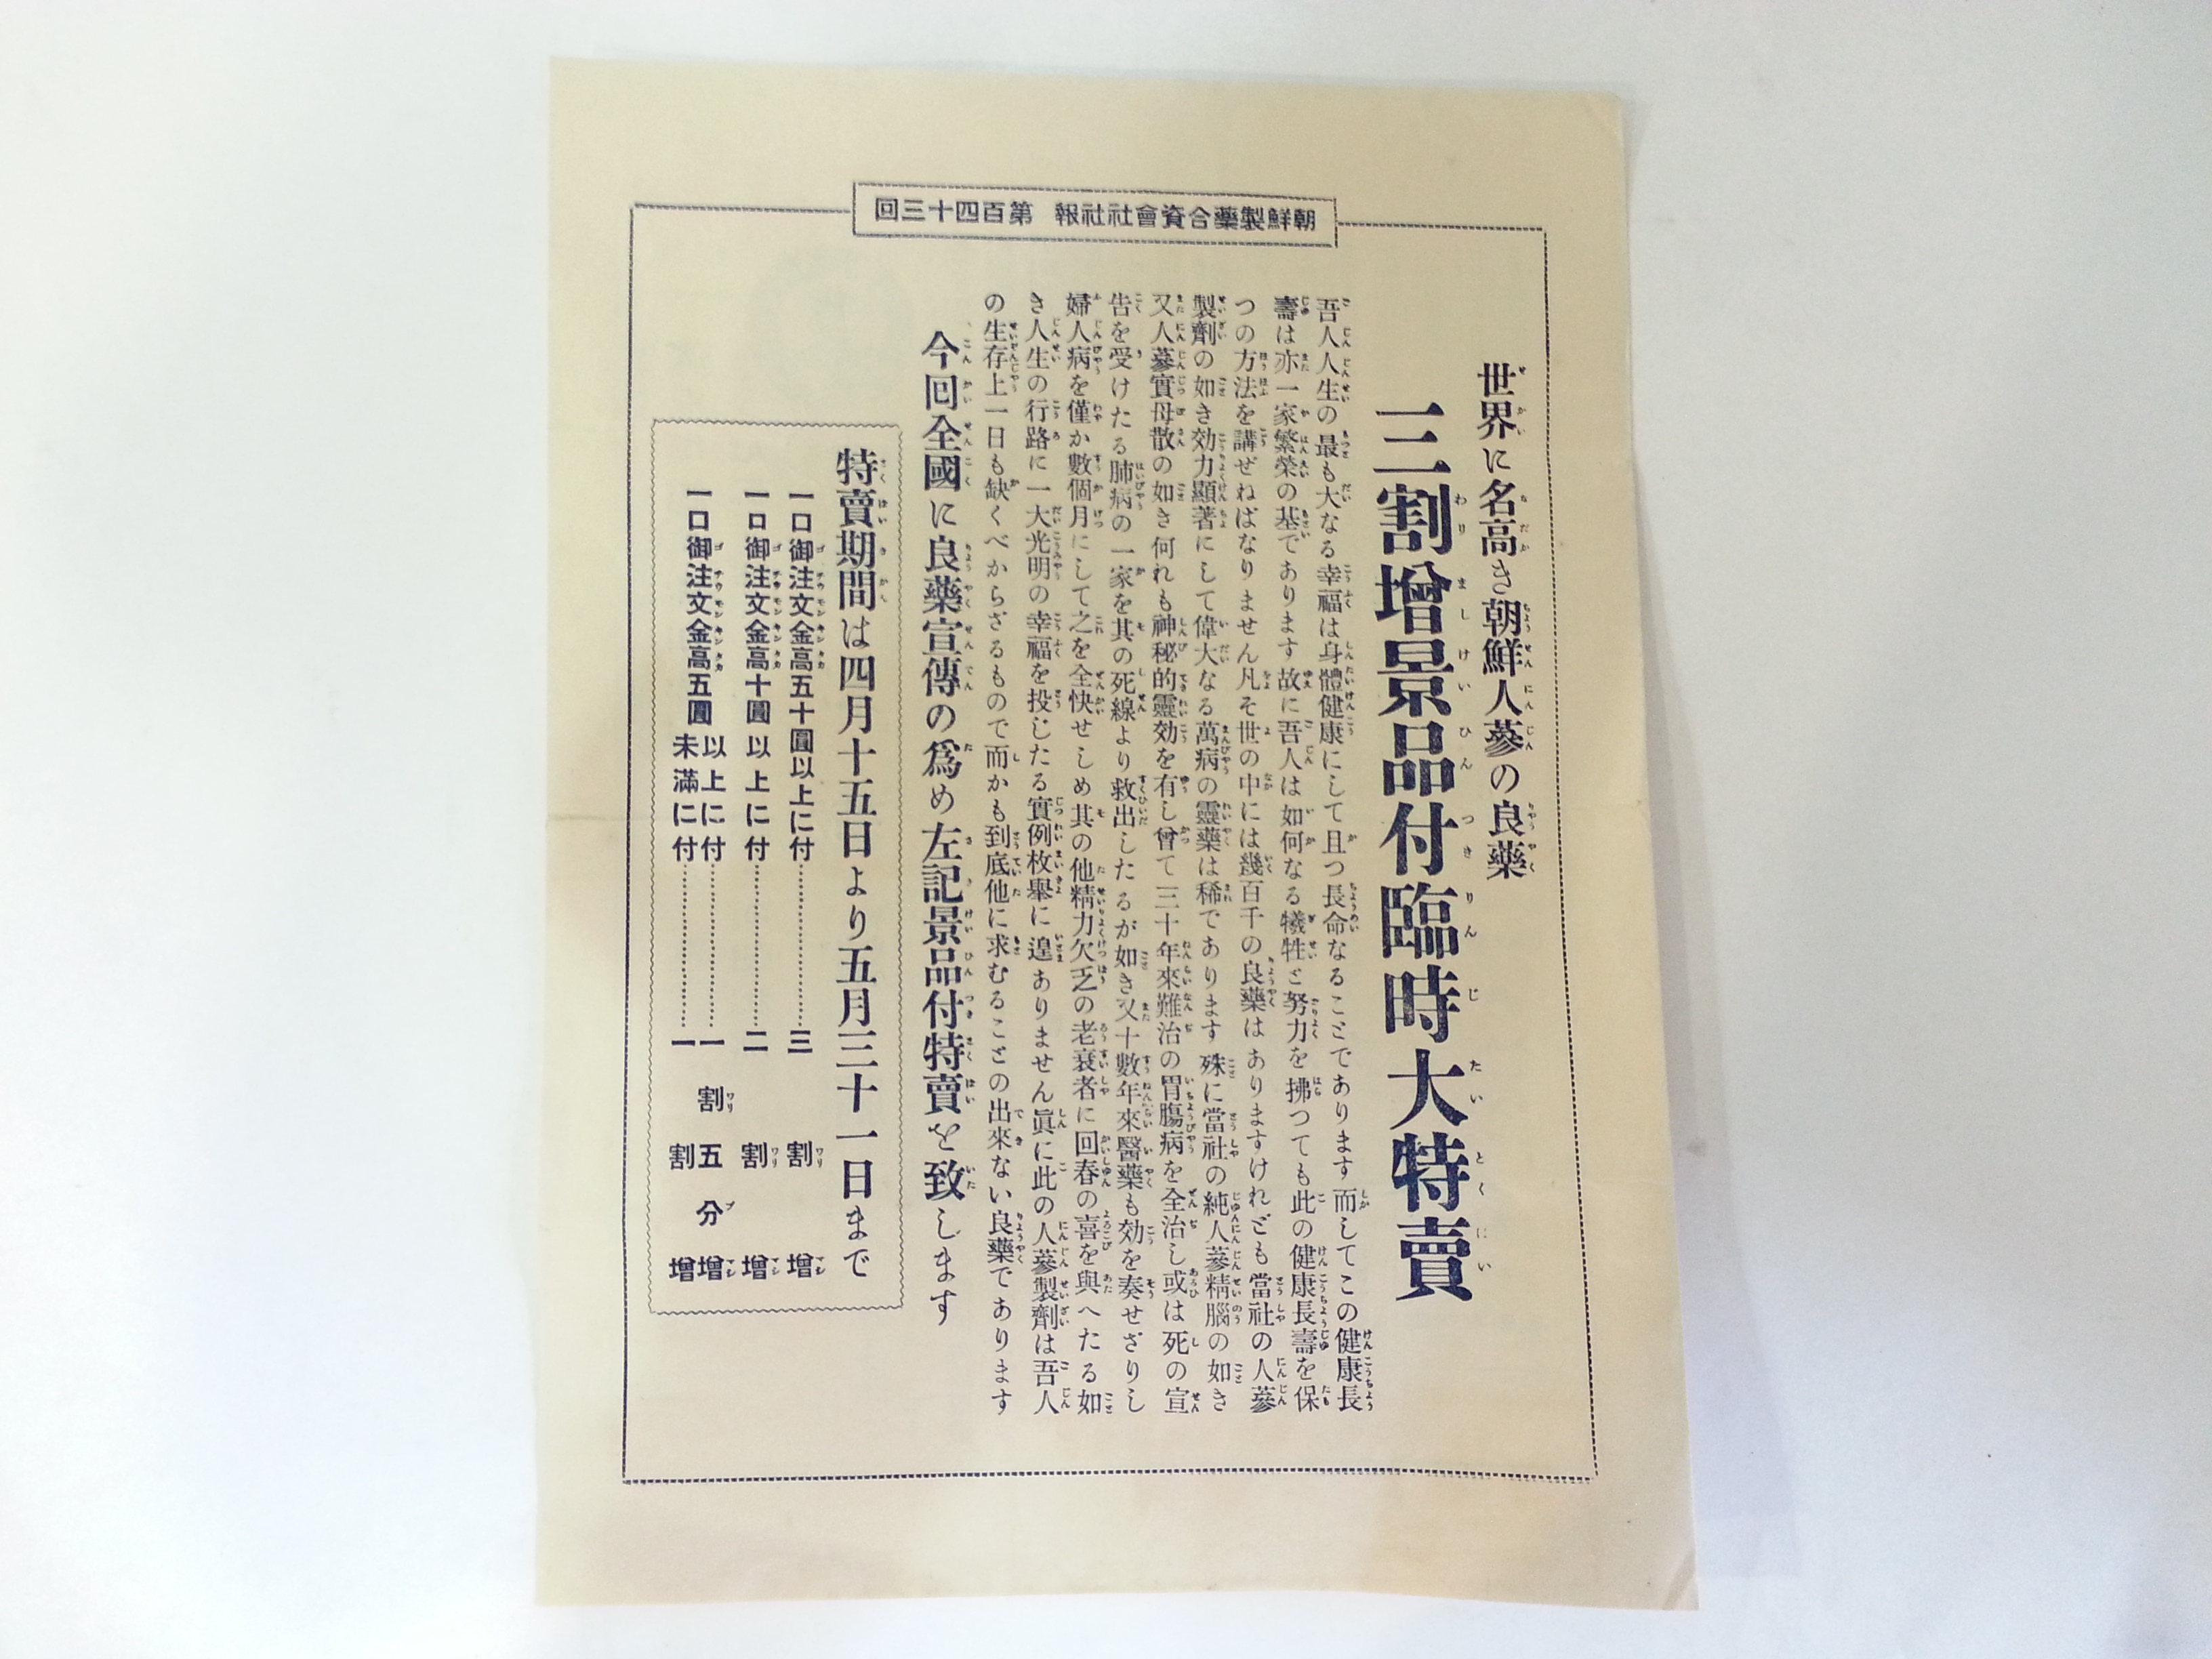 朝鮮製藥合資會社社報 第百四十三回
世界に名高き朝鮮人蔘の良藥
三割増景品付臨時大特賣
吾人人生の最も大なる幸福は身體健康にして且つ長命なることであります而してこの健康長
壽は亦一家繁榮の基であります故に吾人は如何なる犧牲と努力を拂つても此の健康長壽を保
つの方法を講ぜねばなりません凡そ世の中には幾百千の良藥はありますけれども當社の人蔘
製劑の如き効力顯著にして偉大なる萬病の靈藥は稀であります殊に當社の純人蔘精腦の如き
又人蔘實母散の如き何れも神秘的靈効を有し曾て三十年來難治の胃腸病を全治し或は死の宣
告を受けたる肺病の一家を其の死線より救出したるが如き又十數年來醫藥も効を奏せざりし
婦人病を僅か數個月にして之を全快せしめ其の他精力欠乏の老衰者に回春の喜を與へたる如
き人生の行路に一大光明の幸福を投じたる實例枚擧に遑ありません眞に此の人蔘製劑は吾人
の生存上一日も缺くべからざるもので而かも到底他に求むることの出來ない良藥であります
今回全國に良藥宣傳の爲め左記景品付特賣を致します
特賣期間は四月十五日より五月三十一日まで
一口御注文金高五十圓以上に付………三割增
一口御注文金高十圓以上に付………二割增
一口御注文金高五圓以上に付………一割五分增
未滿に付………一割增